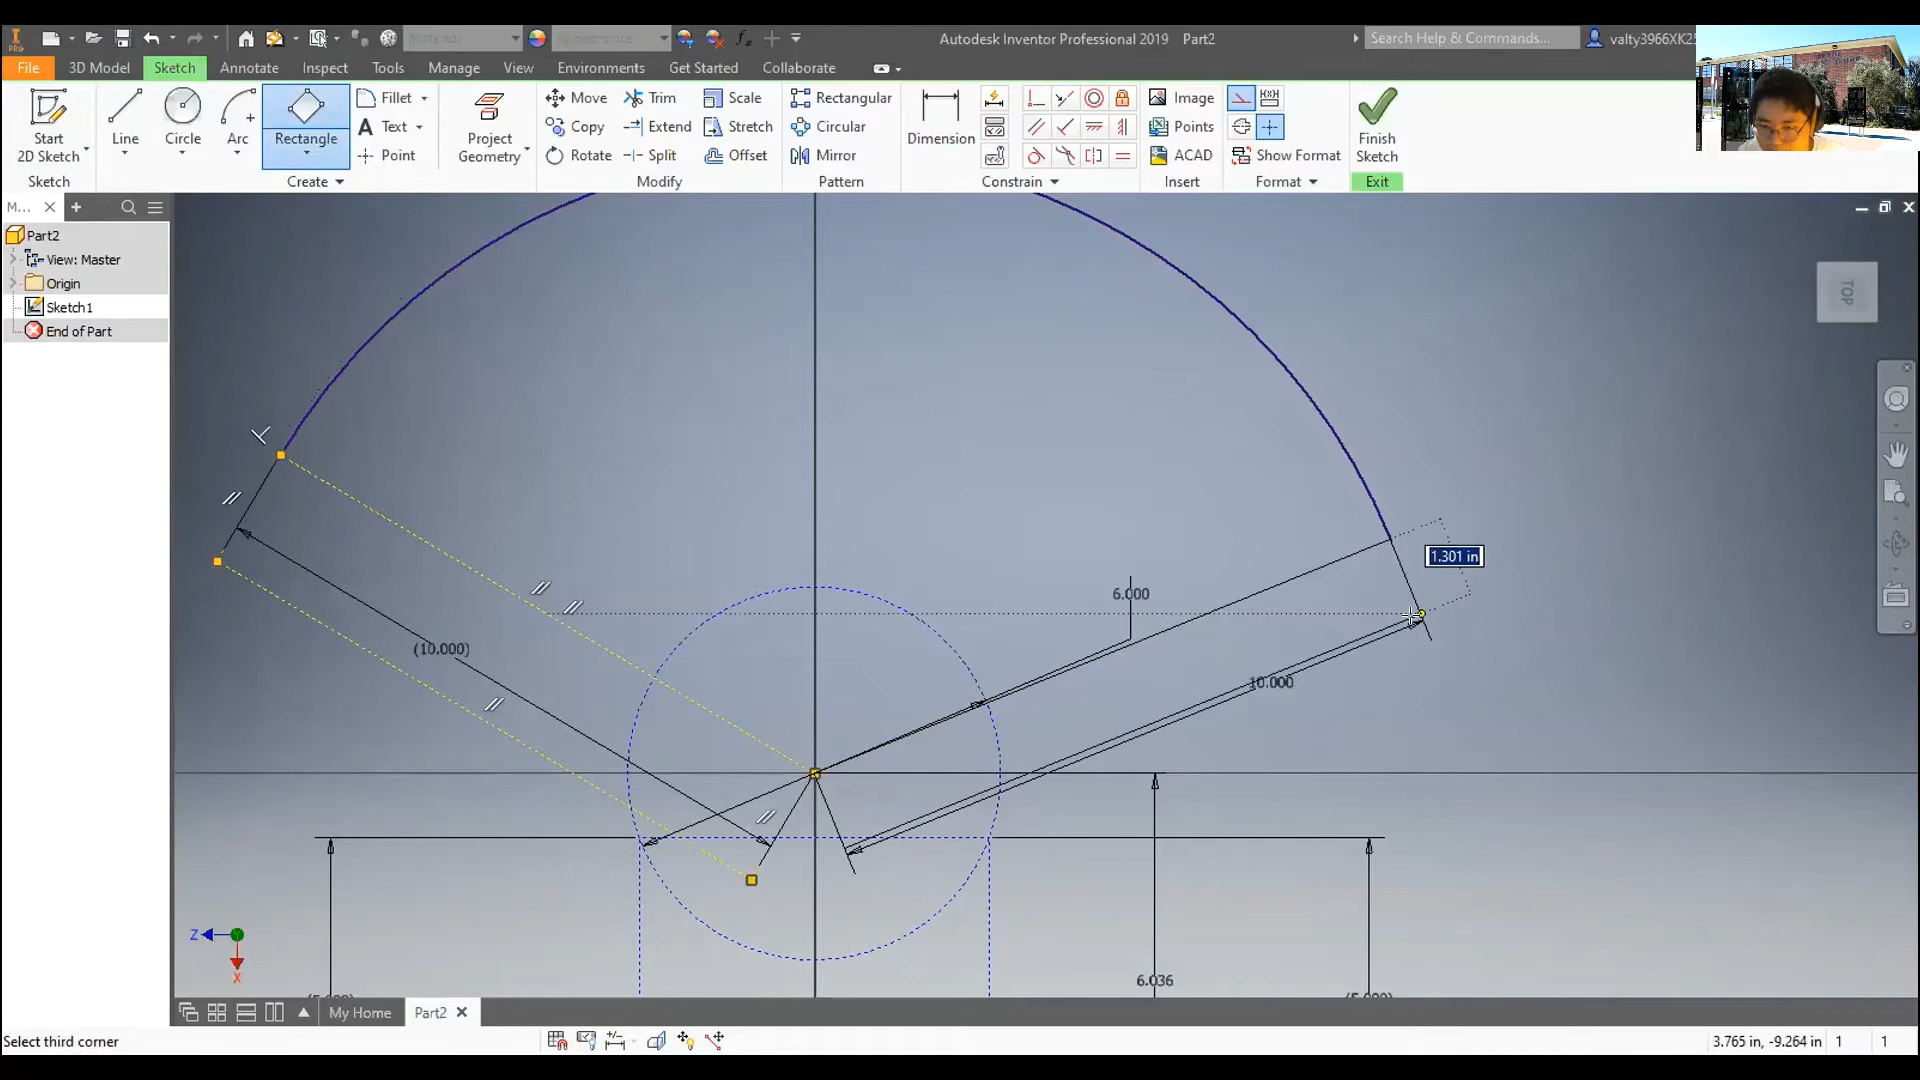 PRO
Autodesk Inventor Professional 2019 Part2
Search Help & Commands...
File
3D Model
Sketch
Annotate
Inspect
Tools
Manage
View
Environments
Get Started
Collaborate
Start
2D Sketch
Line
Circle
Arc
Rectangle
Fillet
Text
Point
Project
Geometry
Move
Trim
Scale
Copy
Extend
Stretch
Rotate
Split
Offset
Rectangular
Circular
Mirror
Dimension
Image
Points
ACAD
Show Format
Finish
Sketch
Sketch
Create
Modify
Pattern
Constrain
Insert
Format
Exit
M...
Part2
View: Master
Origin
Sketch1
End of Part
TOP
1.301 in
6.000
(10.000)
10.000
6.036
Z
X
My Home
Part2
Select third corner
3.765 in, -9.264 in 1 1